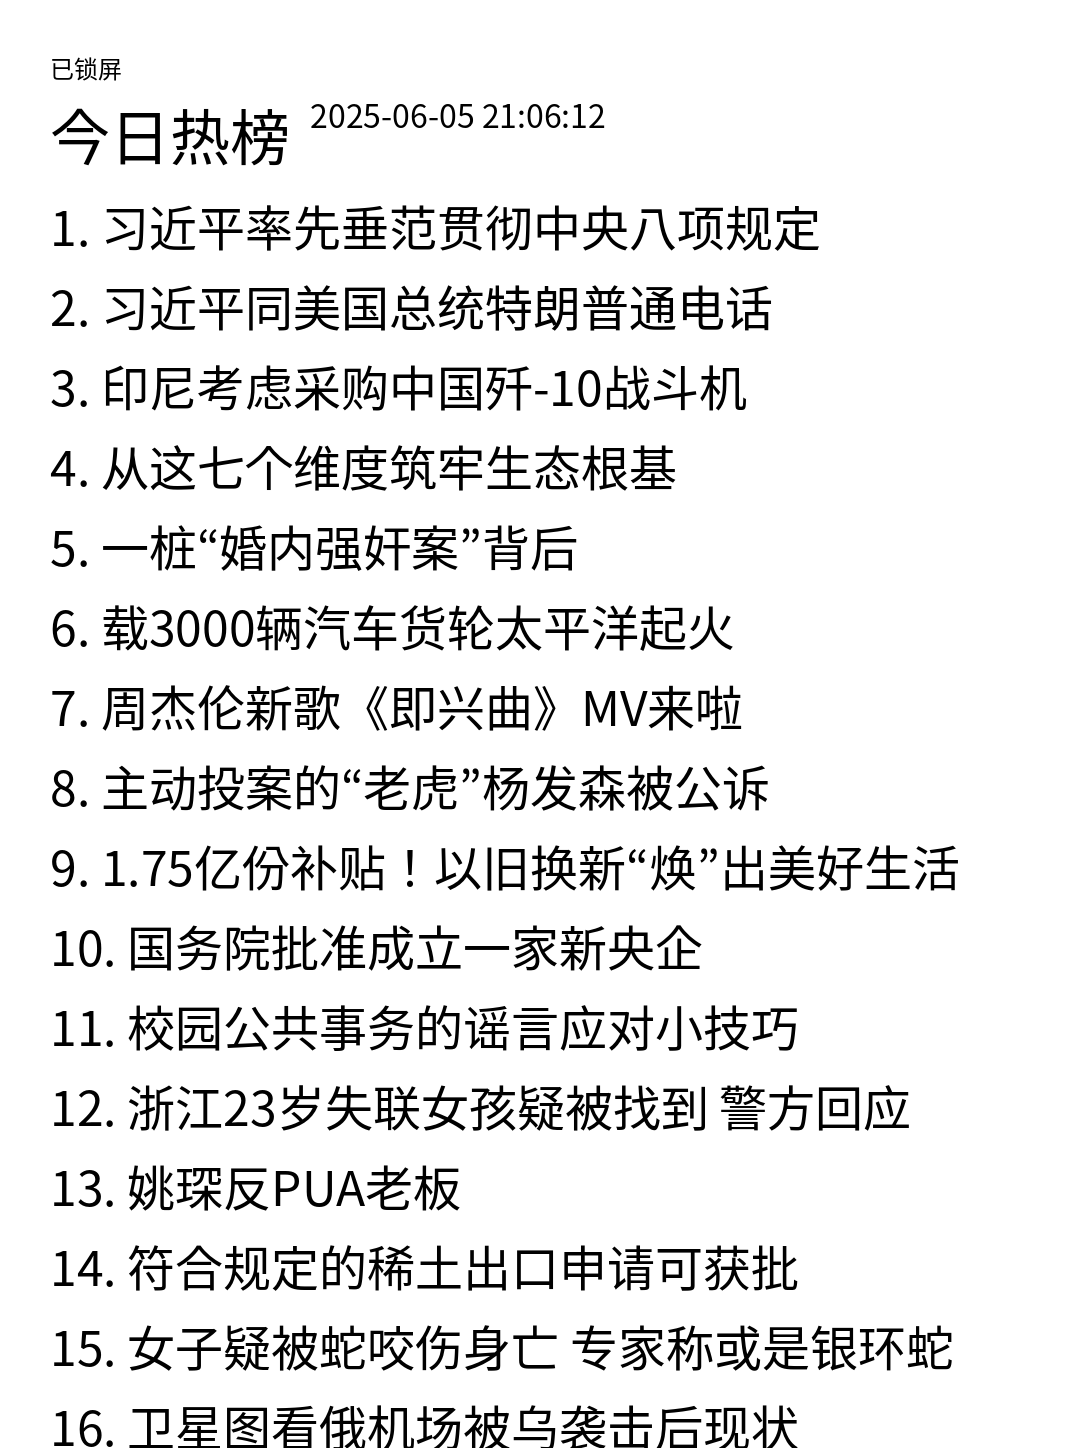 已锁屏
今日热榜 2025-06-05 21:06:12
1. 习近平率先垂范贯彻中央八项规定
2. 习近平同美国总统特朗普通电话
3. 印尼考虑采购中国歼-10战斗机
4. 从这七个维度筑牢生态根基
5. 一桩“婚内强奸案”背后
6. 载3000辆汽车货轮太平洋起火
7. 周杰伦新歌《即兴曲》MV来啦
8. 主动投案的“老虎”杨发森被公诉
9. 1.75亿份补贴！以旧换新“焕”出美好生活
10. 国务院批准成立一家新央企
11. 校园公共事务的谣言应对小技巧
12. 浙江23岁失联女孩疑被找到 警方回应
13. 姚琛反PUA老板
14. 符合规定的稀土出口申请可获批
15. 女子疑被蛇咬伤身亡 专家称或是银环蛇
16. 卫星图看俄机场被乌袭击后现状